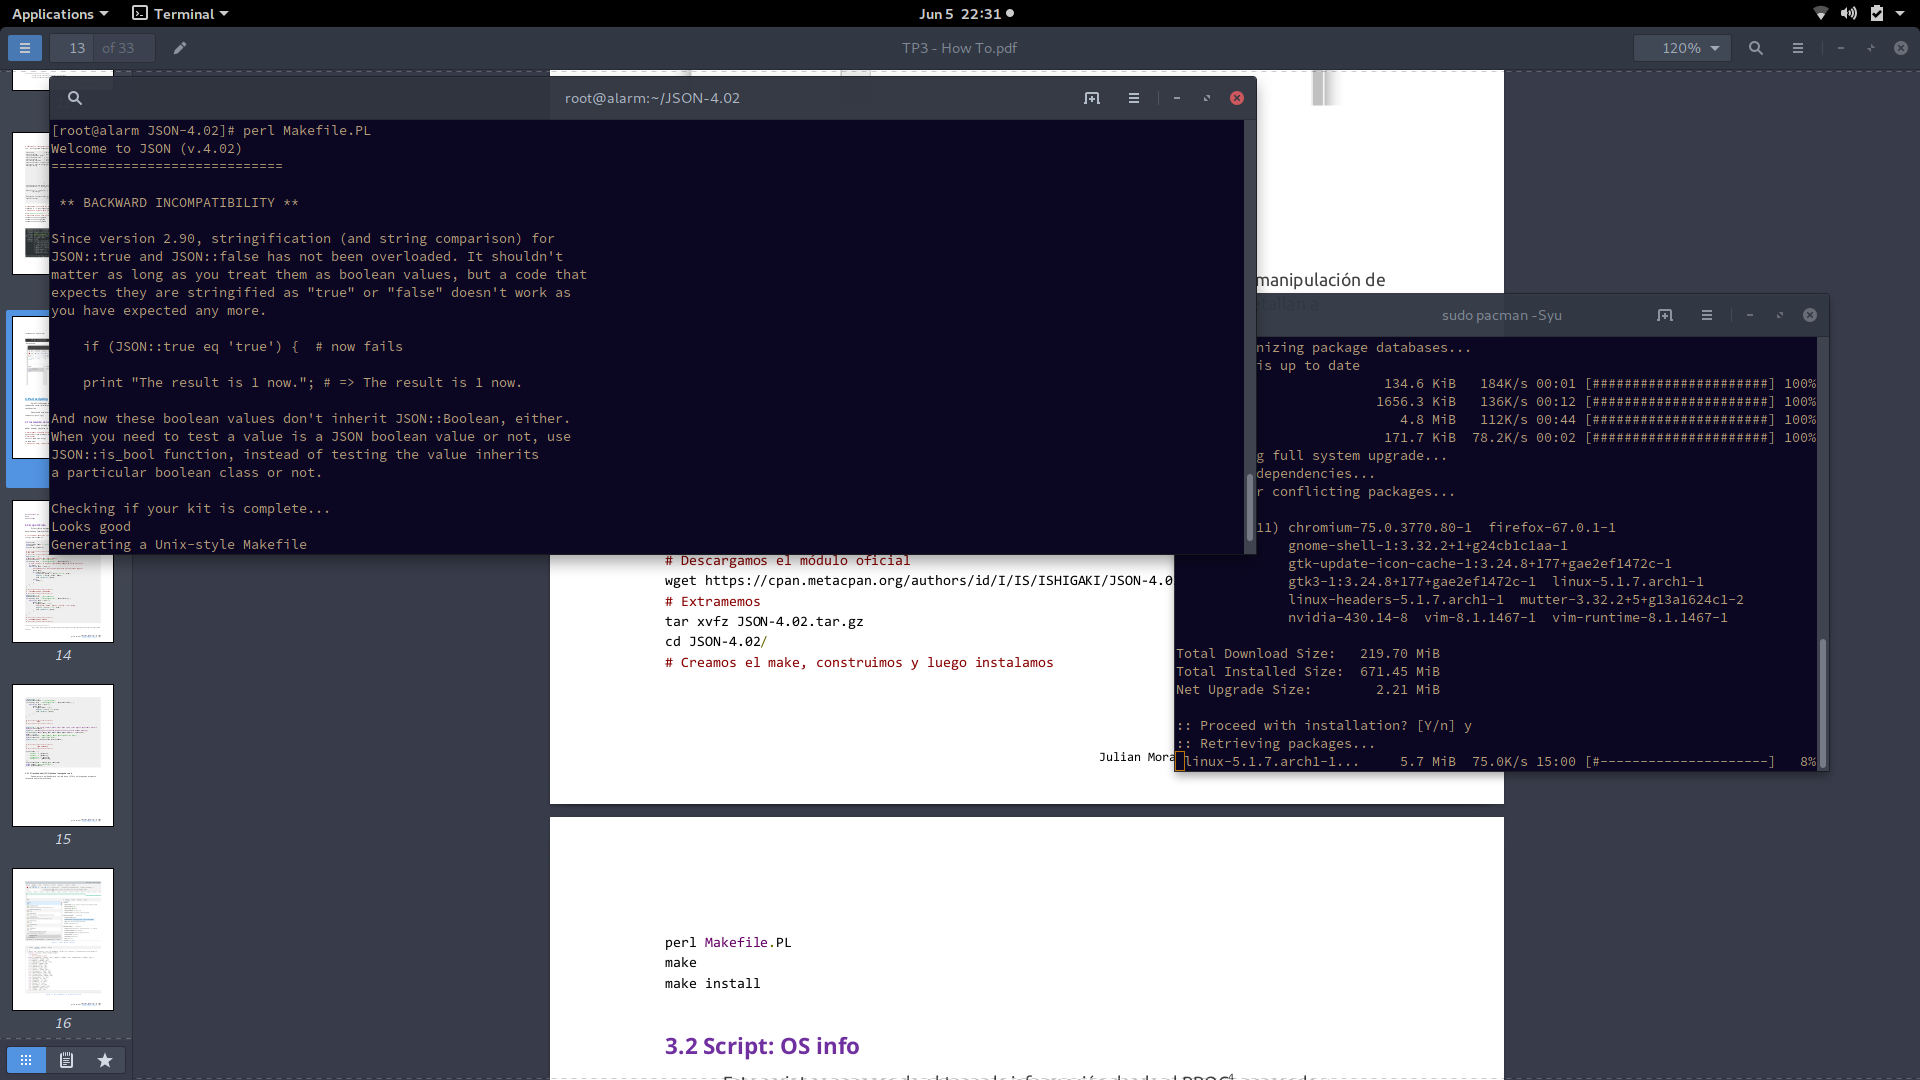 Applications
Terminal
Jun 5 22:31
13 of 33
TP3 - How To.pdf
120%
root@alarm:~/JSON-4.02
[root@alarm JSON-4.02]# perl Makefile.PL
Welcome to JSON (v.4.02)
=============================
** BACKWARD INCOMPATIBILITY **
Since version 2.90, stringification (and string comparison) for
JSON::true and JSON::false has not been overloaded. It shouldn't
matter as long as you treat them as boolean values, but a code that
expects they are stringified as "true" or "false" doesn't work as
you have expected any more.
if (JSON::true eq 'true') {  # now fails
print "The result is 1 now."; # => The result is 1 now.
And now these boolean values don't inherit JSON::Boolean, either.
When you need to test a value is a JSON boolean value or not, use
JSON::is_bool function, instead of testing the value inherits
a particular boolean class or not.
Checking if your kit is complete...
Looks good
Generating a Unix-style Makefile
manipulación de
sudo pacman -Syu
nizing package databases...
is up to date
134.6 KiB 184K/s 00:01 [######################] 100%
1656.3 KiB 136K/s 00:12 [######################] 100%
4.8 MiB 112K/s 00:44 [######################] 100%
171.7 KiB 78.2K/s 00:02 [######################] 100%
g full system upgrade...
dependencies...
r conflicting packages...
11) chromium-75.0.3770.80-1 firefox-67.0.1-1
gnome-shell-1:3.32.2+1+g24cb1c1aa-1
gtk-update-icon-cache-1:3.24.8+177+gae2ef1472c-1
gtk3-1:3.24.8+177+gae2ef1472c-1 linux-5.1.7.arch1-1
linux-headers-5.1.7.arch1-1 mutter-3.32.2+5+g13a1624c1-2
nvidia-430.14-8 vim-8.1.1467-1 vim-runtime-8.1.1467-1
Total Download Size: 219.70 MiB
Total Installed Size: 671.45 MiB
Net Upgrade Size: 2.21 MiB
:: Proceed with installation? [Y/n] y
:: Retrieving packages...
linux-5.1.7.arch1-1... 5.7 MiB 75.0K/s 15:00 [#---------------------] 8%
# Descargamos el módulo oficial
wget https://cpan.metacpan.org/authors/id/I/IS/ISHIGAKI/JSON-4.0
# Extramemos
tar xvfz JSON-4.02.tar.gz
cd JSON-4.02/
# Creamos el make, construimos y luego instalamos
Julian Mora
perl Makefile.PL
make
make install
3.2 Script: OS info
14
15
16